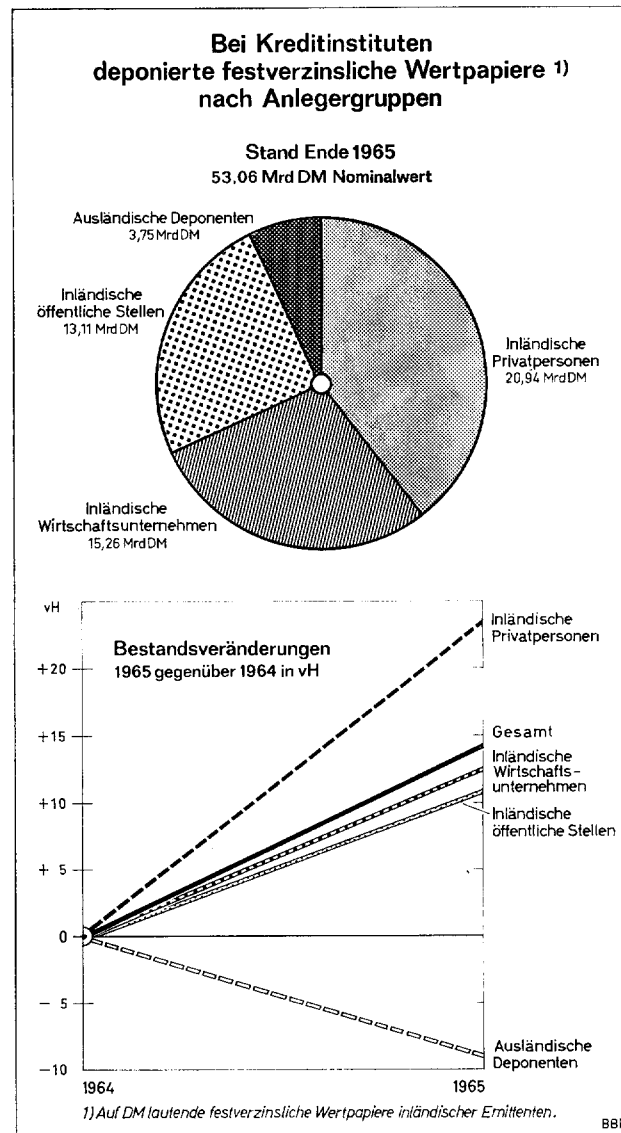 Bei Kreditinstituten
deponierte festverzinsliche Wertpapiere 1)
nach Anlegergruppen
Stand Ende 1965
53,06 Mrd DM Nominalwert
Ausländische Deponenten
3,75 Mrd DM
Inländische
öffentliche Stellen
13,11 Mrd DM
Inländische
Privatpersonen
20,94 Mrd DM
Inländische
Wirtschaftsunternehmen
15,26 Mrd DM
vH
Bestandsveränderungen
1965 gegenüber 1964 in vH
Inländische
Privatpersonen
+20
Gesamt
+15
Inländische
Wirtschafts-
unternehmen
+10
Inländische
öffentliche Stellen
+ 5
0
- 5
Ausländische
Deponenten
-10
1964
1965
1) Auf DM lautende festverzinsliche Wertpapiere inländischer Emittenten.